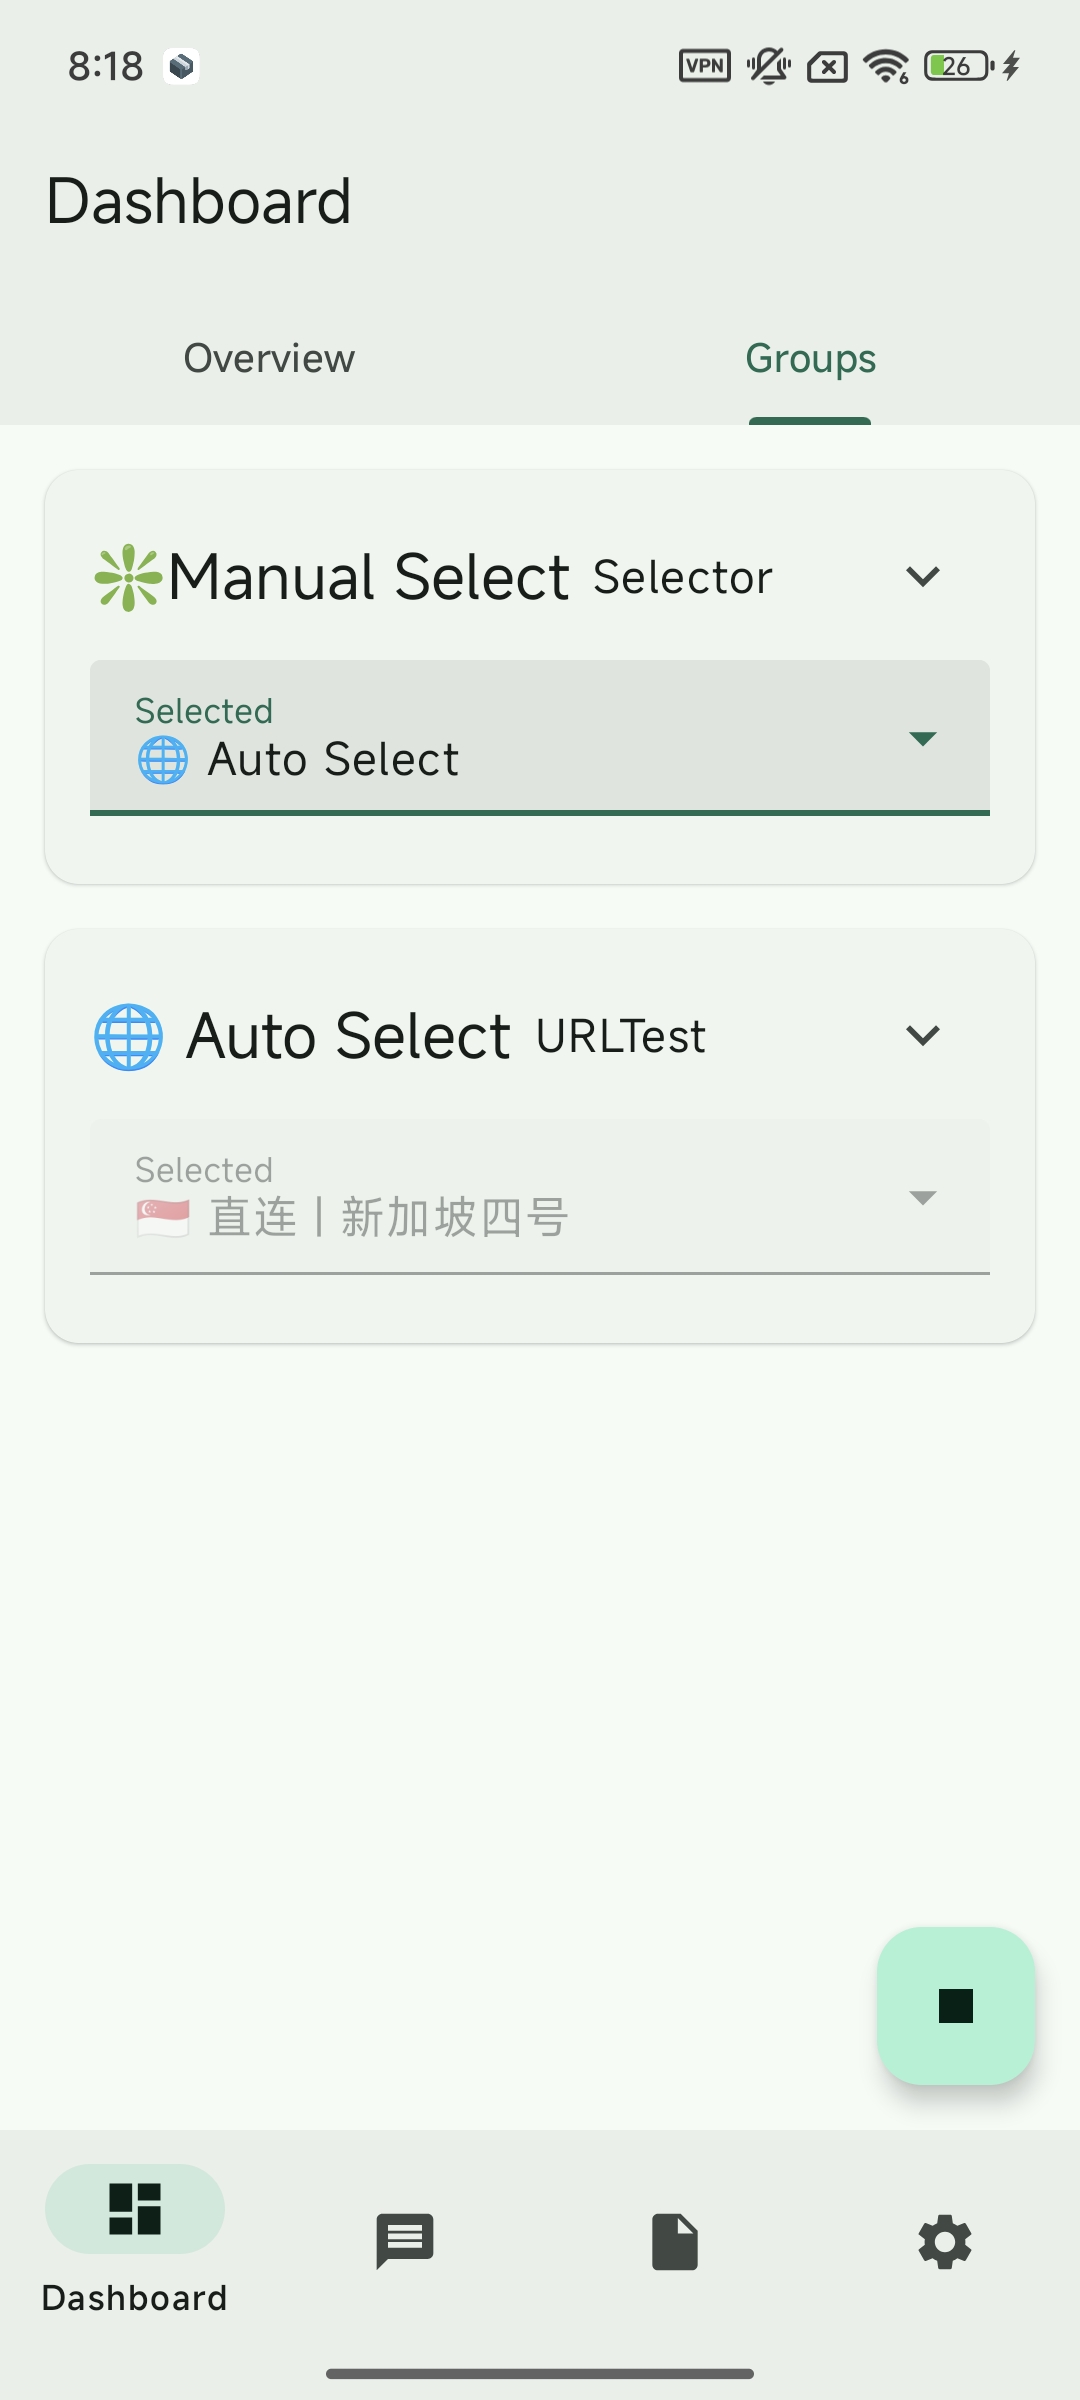 8:18
VPN
6
26
Dashboard
Overview
Groups
Manual Select Selector
Selected
🌐 Auto Select
🌐 Auto Select URLTest
Selected
🇸🇬 直连 | 新加坡四号
Dashboard